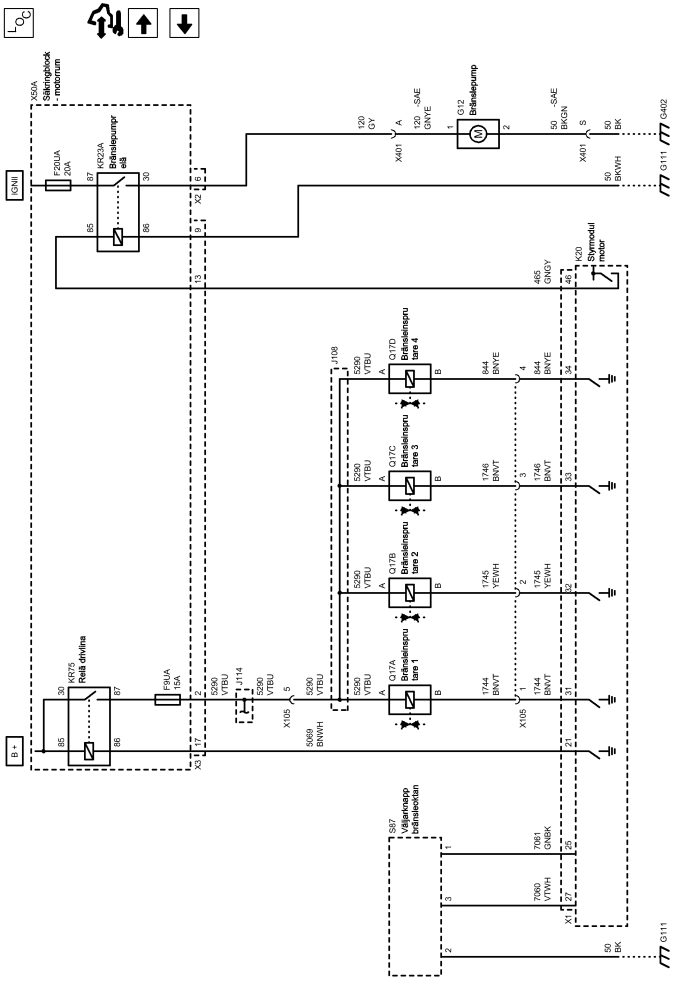 LOC
X50A
Säkringblock
- motorrum
IGNII
F20UA
20A
KR23A
Bränslepumpr
elä
87
30
85
86
X2
6
9
13
120
GY
A
X401
120
-SAE
GNYE
1
G12
Bränslepump
M
2
50
-SAE
BKGN
S
X401
50
BK
G402
50
BKWH
G111
465
GNGY
46
K20
Styrmodul
motor
J108
5290
VTBU
A
Q17D
Bränsleinspru
tare 4
B
844
BNYE
4
844
BNYE
34
5290
VTBU
A
Q17C
Bränsleinspru
tare 3
B
1746
BNVT
3
1746
BNVT
33
5290
VTBU
A
Q17B
Bränsleinspru
tare 2
B
1745
YEWH
2
1745
YEWH
32
B +
KR75
Relä drivlina
30
87
85
86
F9UA
15A
2
X3
17
5290
VTBU
J114
5290
VTBU
5
X105
5290
VTBU
5290
VTBU
A
Q17A
Bränsleinspru
tare 1
B
1744
BNVT
1
X105
1744
BNVT
31
5069
BNWH
21
S87
Väljarknapp
bränsleoktan
1
7061
GNBK
25
3
7060
VTWH
27
X1
2
50
BK
G111